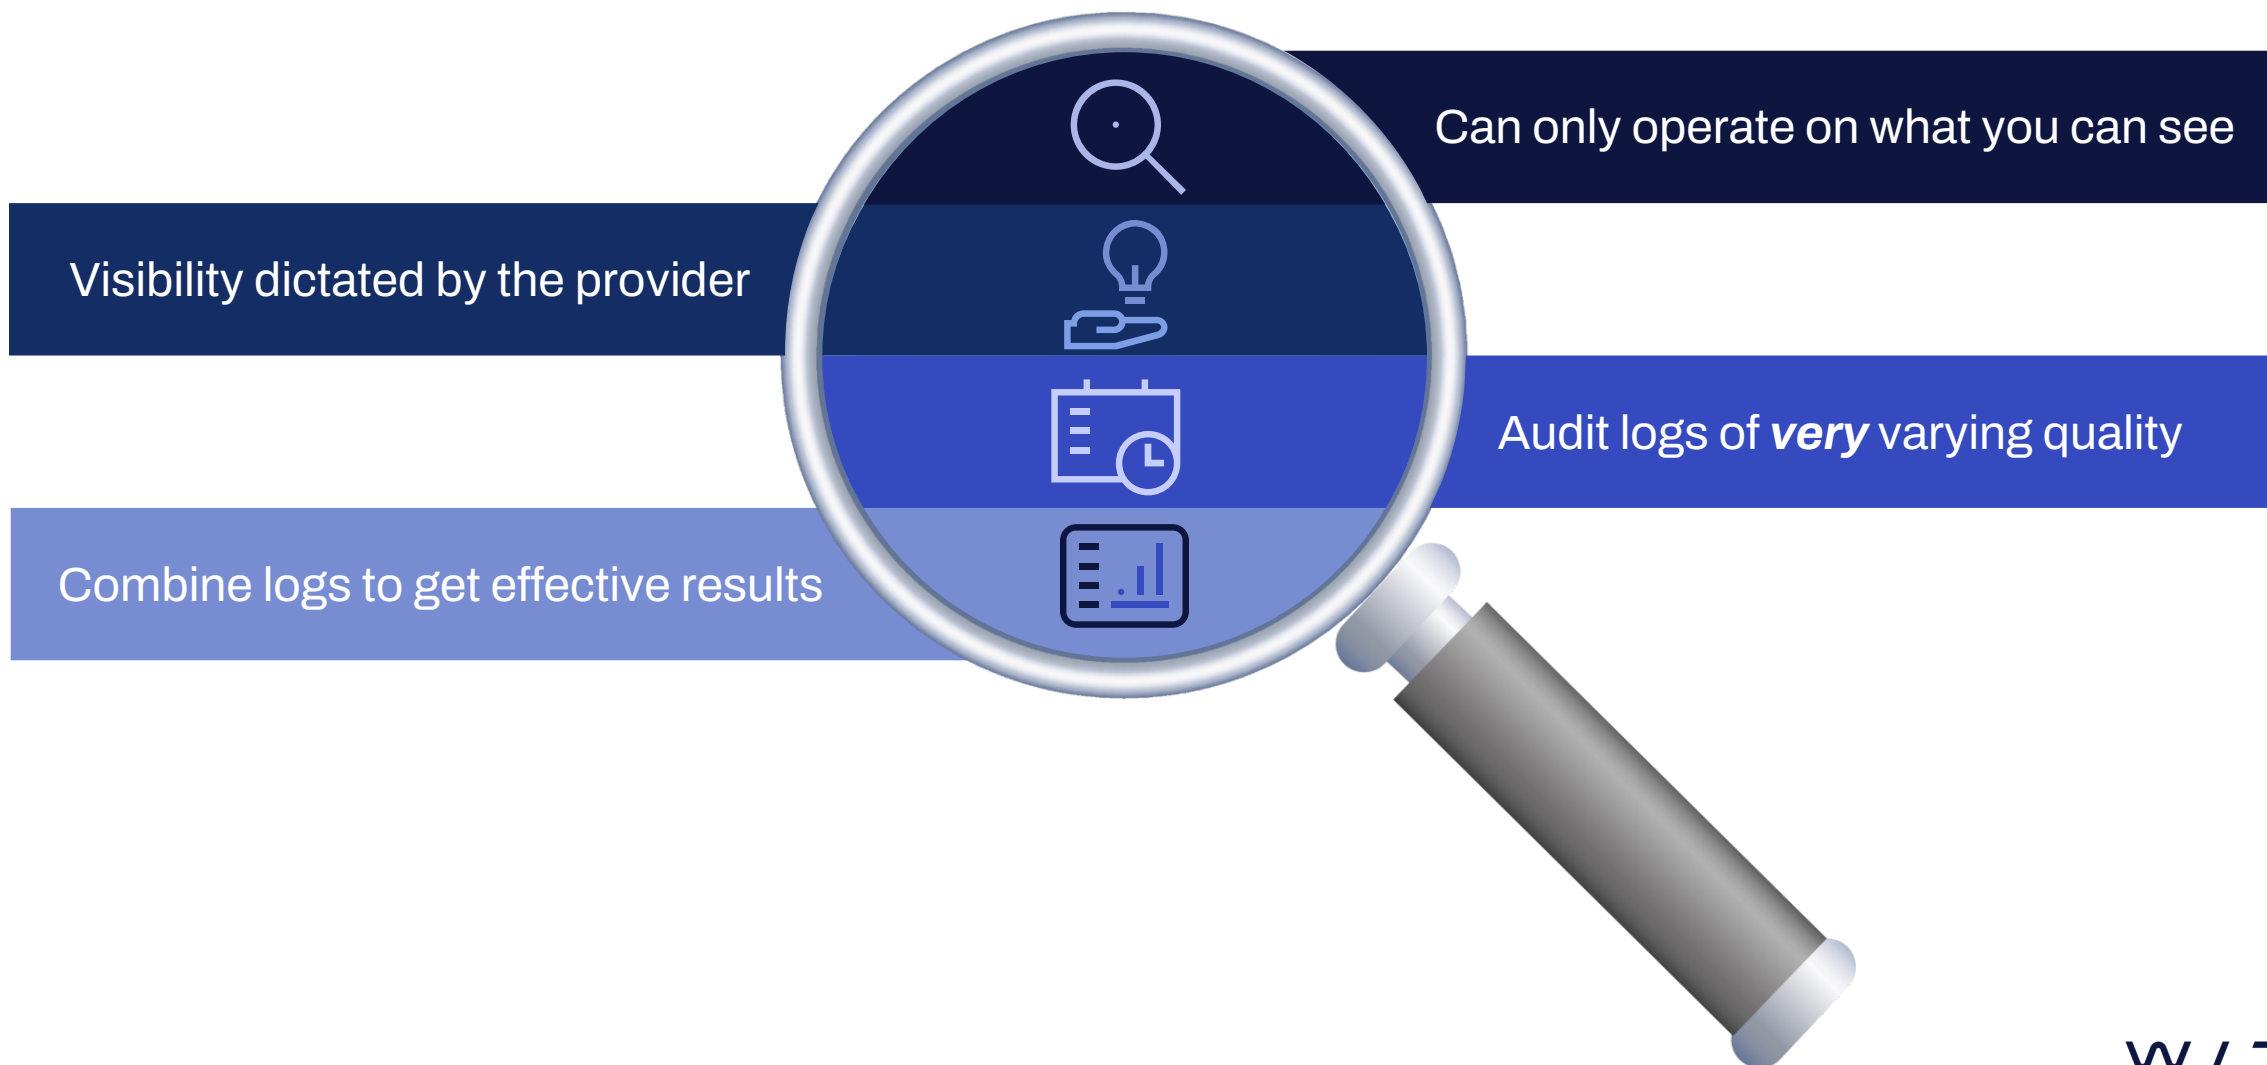 Can only operate on what you can see
Visibility dictated by the provider
Audit logs of very varying quality
Combine logs to get effective results